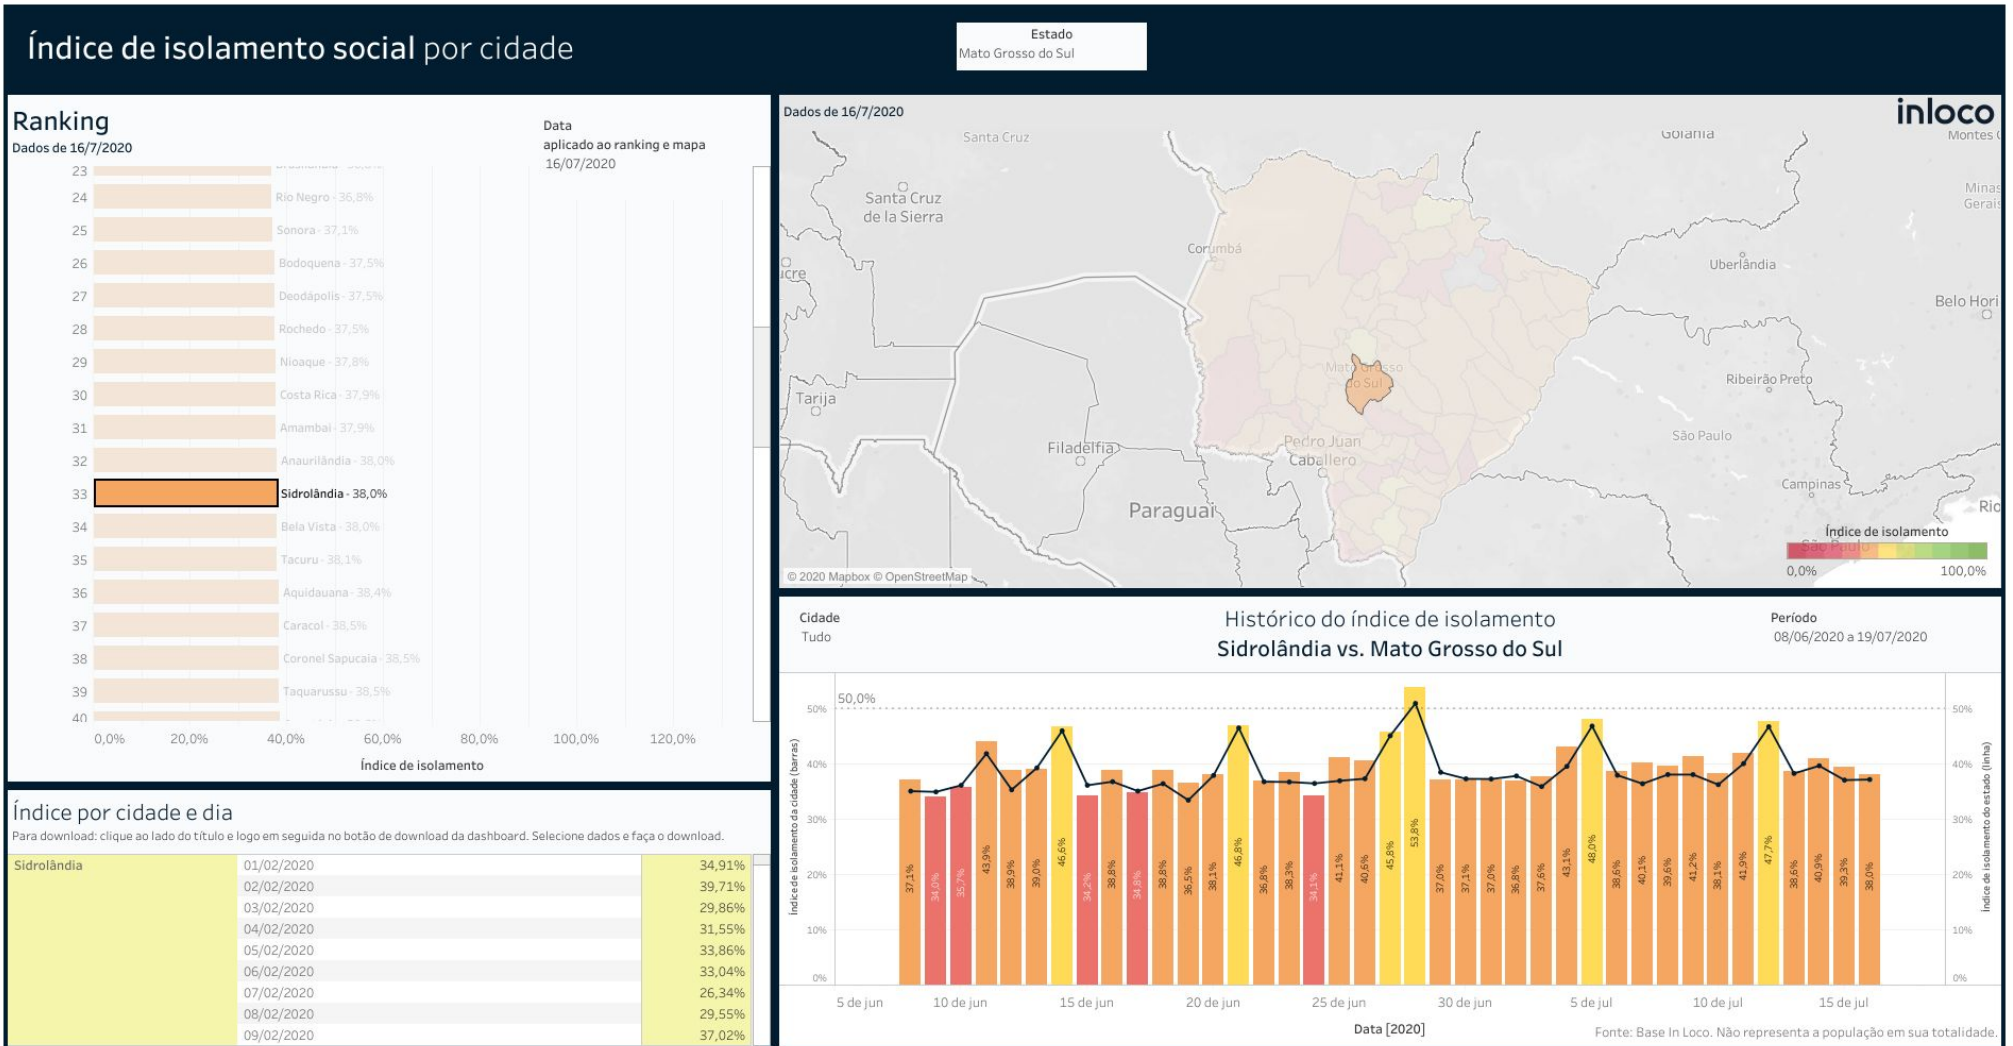 Índice de isolamento social por cidade
Estado
Mato Grosso do Sul
Ranking
Dados de 16/7/2020
Data
aplicado ao ranking e mapa
16/07/2020
23
24 Rio Negro - 36,8%
25 Sonora - 37,1%
26 Bodoquena - 37,5%
27 Deodápolis - 37,5%
28 Rochedo - 37,5%
29 Nioaque - 37,8%
30 Costa Rica - 37,9%
31 Amambai - 37,9%
32 Anaurilândia - 38,0%
33 Sidrolândia - 38,0%
34 Bela Vista - 38,0%
35 Tacuru - 38,1%
36 Aquidauana - 38,4%
37 Caracol - 38,5%
38 Coronel Sapucaia - 38,5%
39 Taquarussu - 38,5%
40
0,0% 20,0% 40,0% 60,0% 80,0% 100,0% 120,0%
Índice de isolamento
Índice por cidade e dia
Para download: clique ao lado do título e logo em seguida no botão de download da dashboard. Selecione dados e faça o download.
Sidrolândia 01/02/2020 34,91%
02/02/2020 39,71%
03/02/2020 29,86%
04/02/2020 31,55%
05/02/2020 33,86%
06/02/2020 33,04%
07/02/2020 26,34%
08/02/2020 29,55%
09/02/2020 37,02%
Dados de 16/7/2020
inloco
Santa Cruz
Goiânia
Montes
Santa Cruz
de la Sierra
Minas
Gerais
Corumbá
Uberlândia
ucre
Belo Hori
Mato Grosso
do Sul
Ribeirão Preto
Tarija
São Paulo
Pedro Juan
Caballero
Filadélfia
Campinas
Paraguai
Rio
Índice de isolamento
São Paulo
0,0% 100,0%
© 2020 Mapbox © OpenStreetMap
Cidade
Tudo
Histórico do índice de isolamento
Sidrolândia vs. Mato Grosso do Sul
Período
08/06/2020 a 19/07/2020
50,0%
Índice de isolamento da cidade (barras)
50%
40%
30%
20%
10%
0%
37,1% 34,0% 35,7% 43,9% 38,9% 39,0% 46,6% 34,2% 38,8% 34,8% 38,8% 36,5% 38,1% 46,8% 36,8% 38,3% 34,1% 41,1% 40,6% 45,8% 53,8% 37,0% 37,1% 37,0% 36,8% 37,6% 43,1% 48,0% 38,6% 40,1% 39,6% 41,2% 38,1% 41,9% 47,7% 38,6% 40,9% 39,3% 38,0%
50%
40%
30%
20%
10%
0%
Índice de isolamento do estado (linha)
5 de jun 10 de jun 15 de jun 20 de jun 25 de jun 30 de jun 5 de jul 10 de jul 15 de jul
Data [2020]
Fonte: Base In Loco. Não representa a população em sua totalidade.